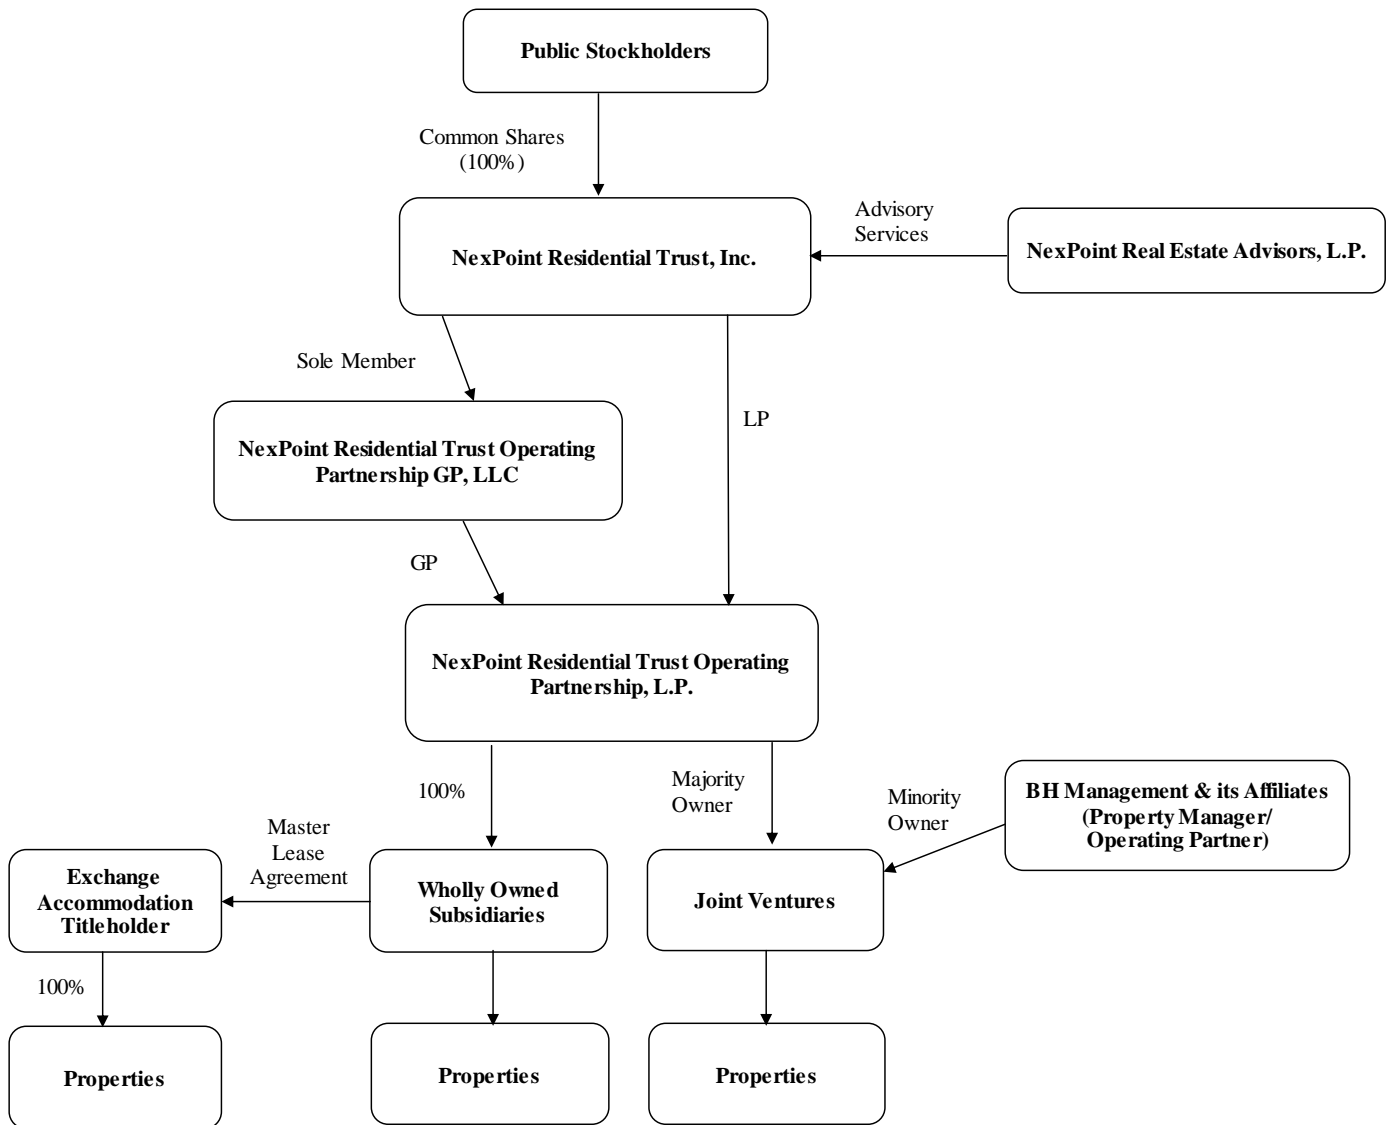 Public Stockholders
Common Shares
(100%)
NexPoint Residential Trust, Inc.
Advisory
Services
NexPoint Real Estate Advisors, L.P.
Sole Member
LP
NexPoint Residential Trust Operating
Partnership GP, LLC
GP
NexPoint Residential Trust Operating
Partnership, L.P.
100%
Majority
Owner
Minority
Owner
BH Management & its Affiliates
(Property Manager/
Operating Partner)
Master
Lease
Agreement
Exchange
Accommodation
Titleholder
Wholly Owned
Subsidiaries
Joint Ventures
100%
Properties
Properties
Properties